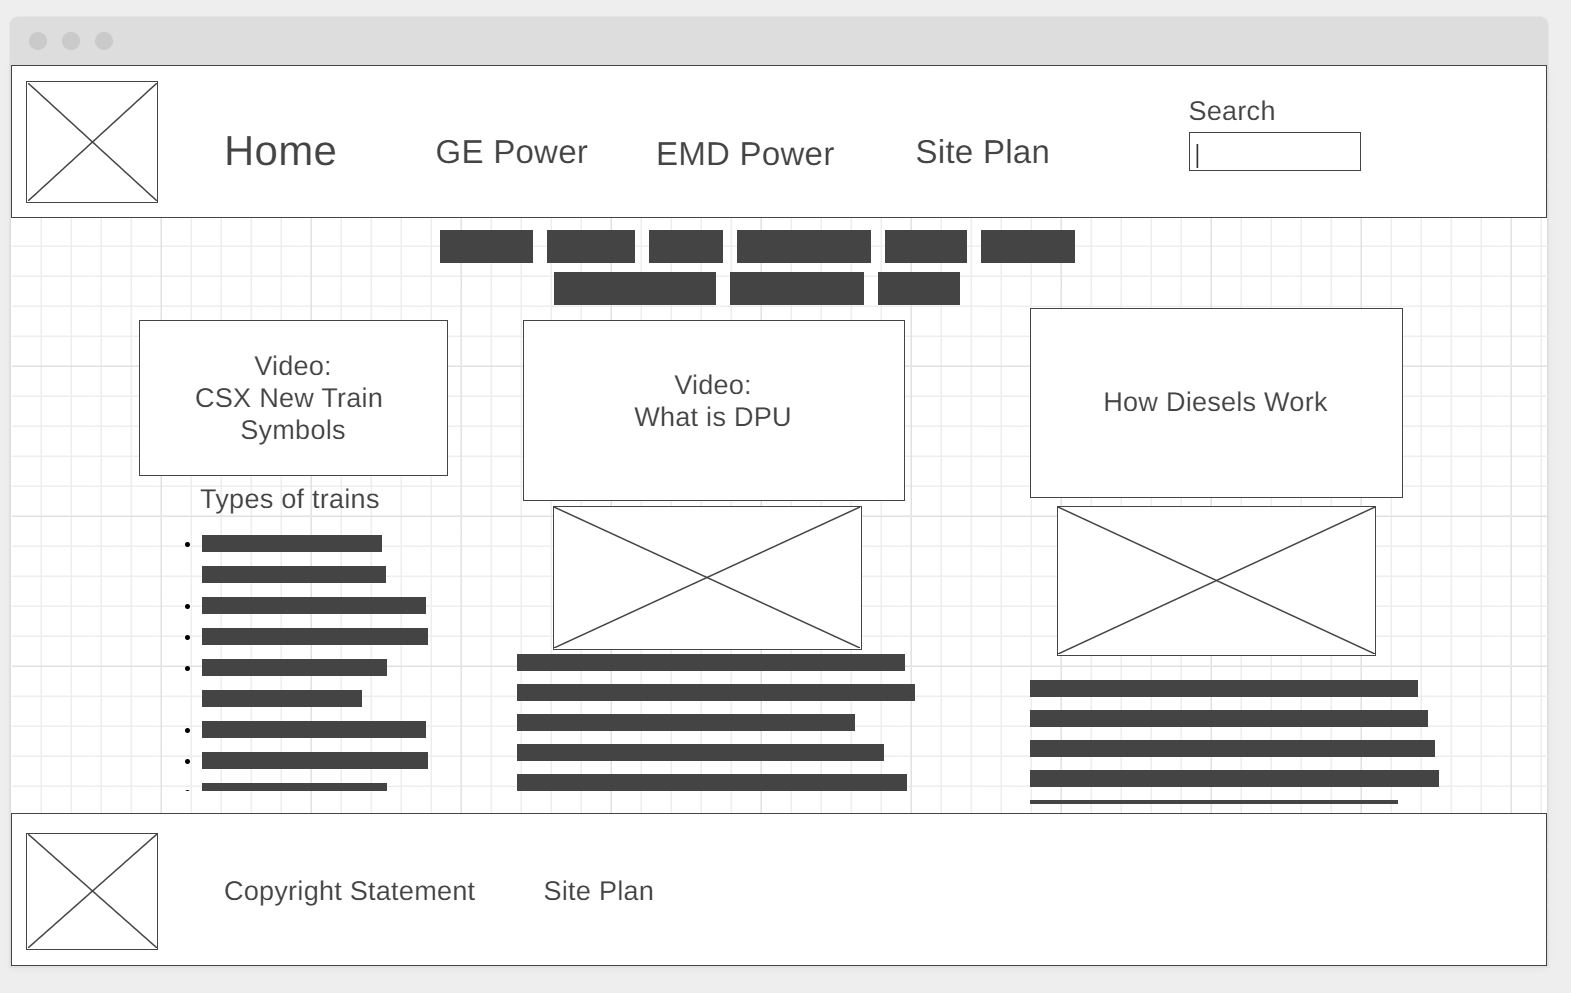 Home
GE Power
EMD Power
Site Plan
Search
Video:
CSX New Train
Symbols
Video:
What is DPU
How Diesels Work
Types of trains
Copyright Statement
Site Plan